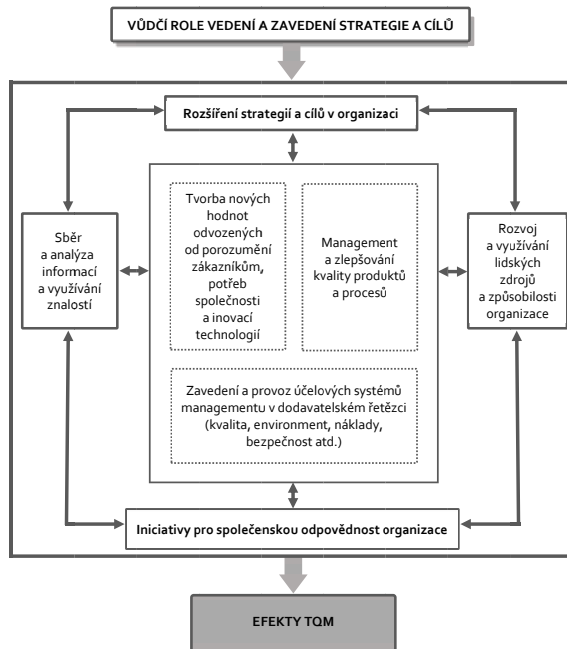 VŮDČÍ ROLE VEDENÍ A ZAVEDENÍ STRATEGIE A CÍLŮ
Rozšíření strategií a cílů v organizaci
Sběr
a analýza
informací
a využívání
znalostí
Tvorba nových
hodnot
odvozených
od porozumění
zákazníkům,
potřeb
společnosti
a inovací
technologií
Management
a zlepšování
kvality produktů
a procesů
Rozvoj
a využívání
lidských
zdrojů
a způsobilosti
organizace
Zavedení a provoz účelových systémů
managementu v dodavatelském řetězci
(kvalita, environment, náklady,
bezpečnost atd.)
Iniciativy pro společenskou odpovědnost organizace
EFEKTY TQM